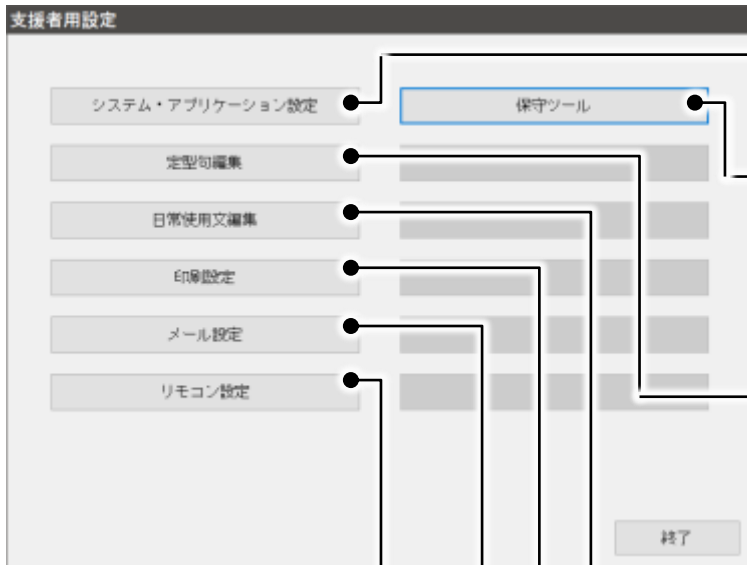 支援者用設定
システム・アプリケーション設定
保守ツール
定型句編集
日常使用文編集
印刷設定
メール設定
リモコン設定
終了